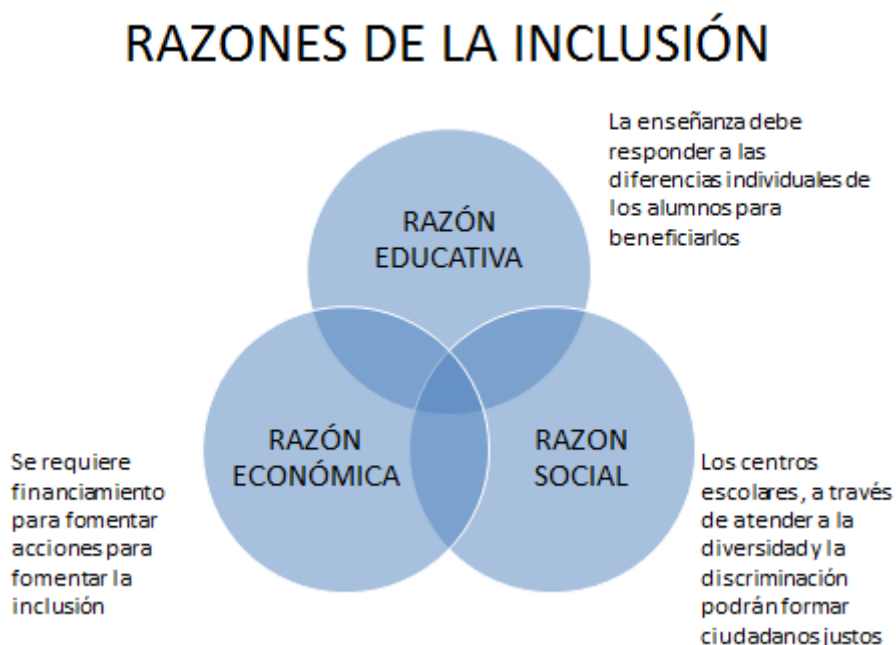 RAZONES DE LA INCLUSIÓN
La enseñanza debe
responder a las
diferencias individuales de
los alumnos para
beneficiarlos
RAZÓN
EDUCATIVA
RAZÓN
ECONÓMICA
RAZON
SOCIAL
Se requiere
financiamiento
para fomentar
acciones para
fomentar la
inclusión
Los centros
escolares, a través
de atender a la
diversidad y la
discriminación
podrán formar
ciudadanos justos